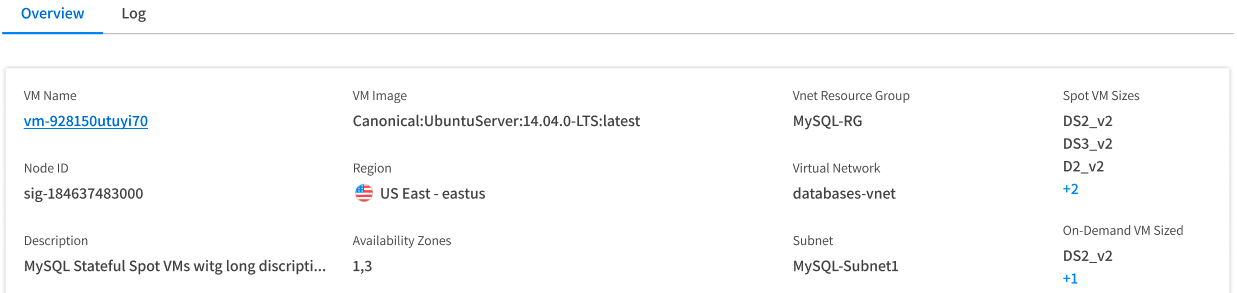 Overview
Log
VM Name
vm-928150utuyi70
Node ID
sig-184637483000
Description
MySQL Stateful Spot VMs witg long discripti...
VM Image
Canonical:UbuntuServer:14.04.0-LTS:latest
Region
US East - eastus
Availability Zones
1,3
Vnet Resource Group
MySQL-RG
Virtual Network
databases-vnet
Subnet
MySQL-Subnet1
Spot VM Sizes
DS2_v2
DS3_v2
D2_v2
+2
On-Demand VM Sized
DS2_v2
+1